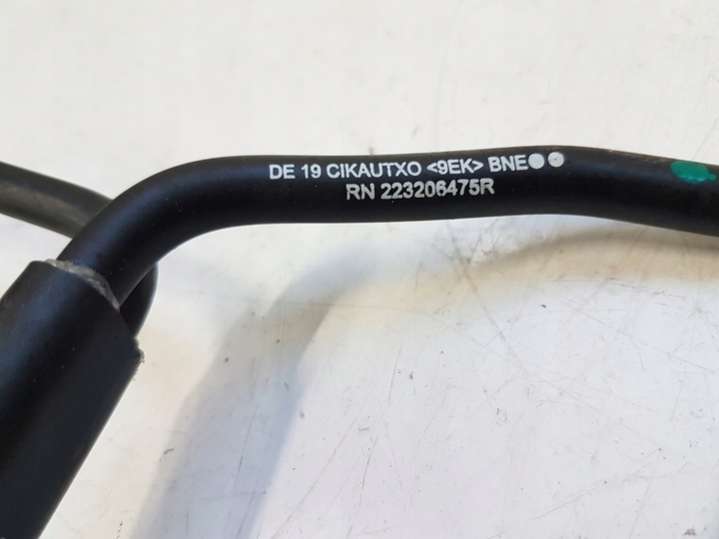 DE 19 CIKAUTXO <9EK> BNE●●
RN 223206475R